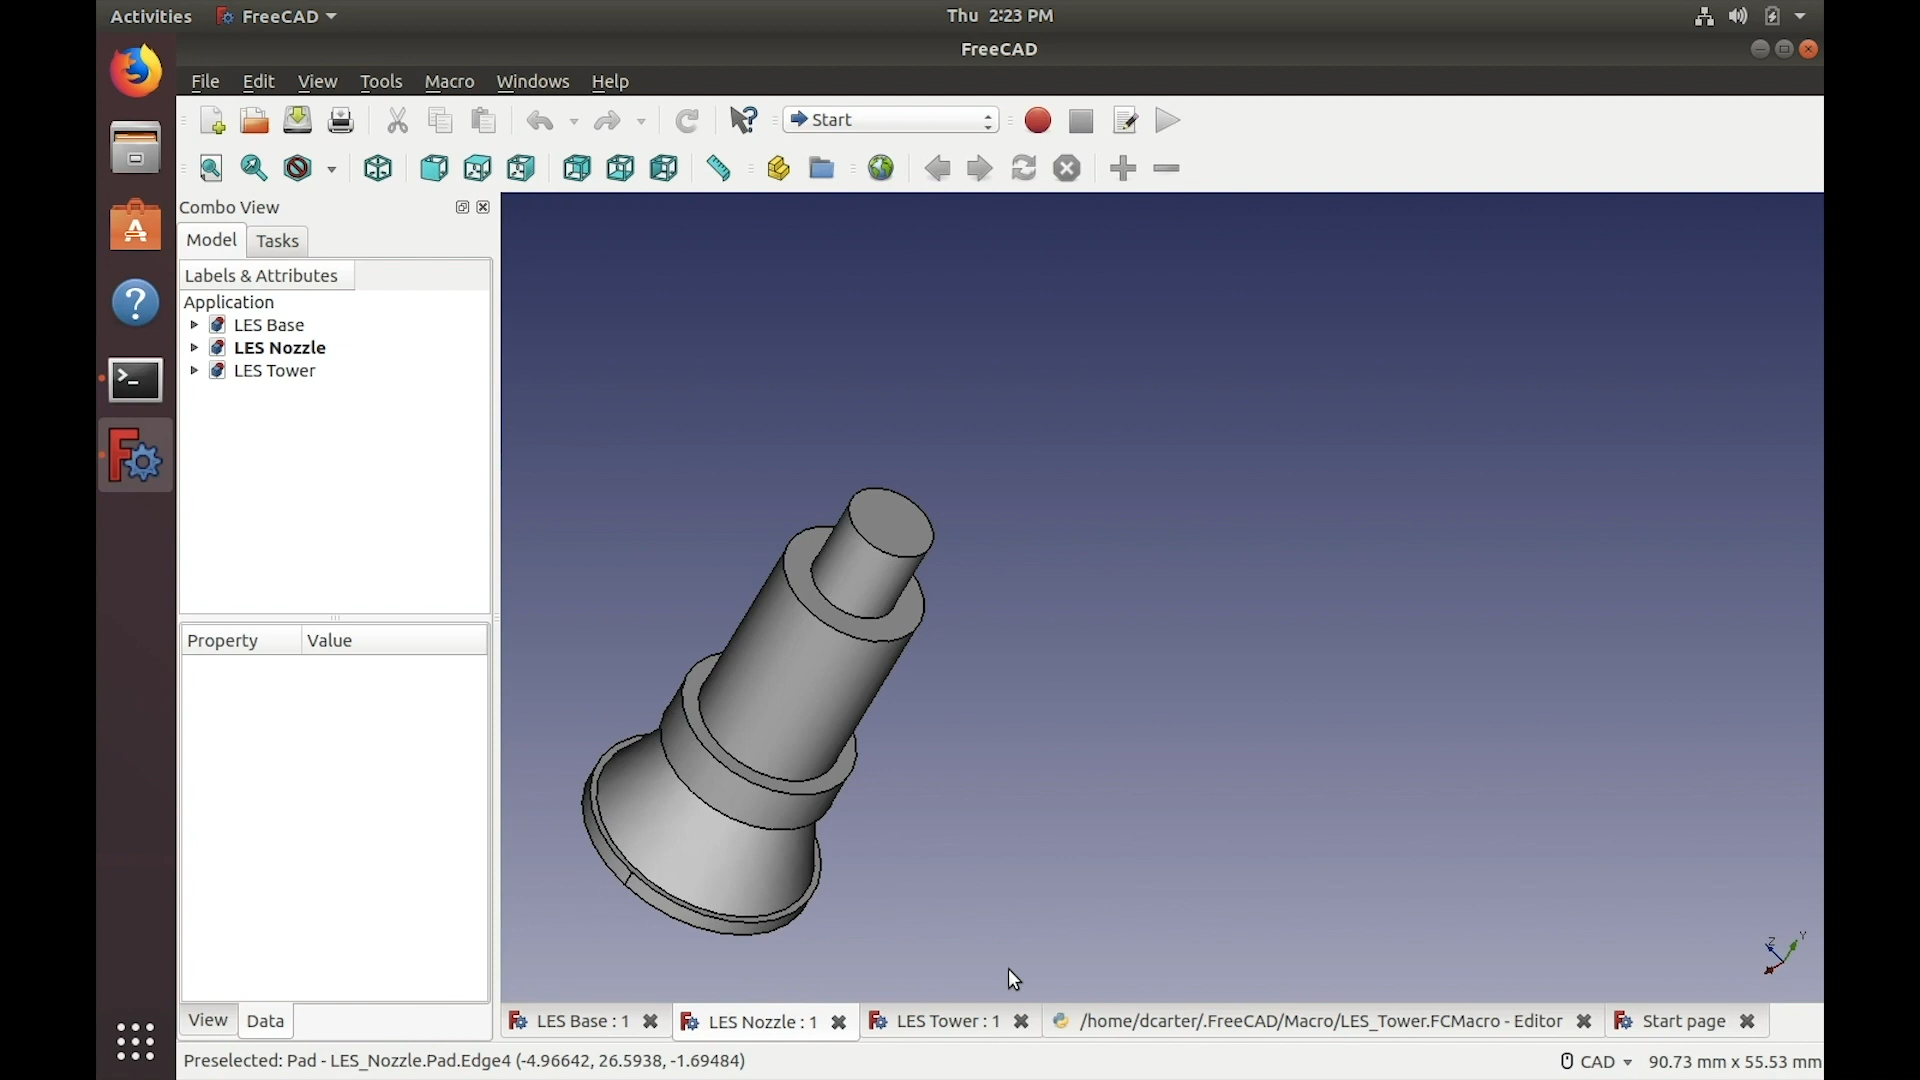 Activities FreeCAD Thu 2:23 PM
FreeCAD
File Edit View Tools Macro Windows Help
Start
Combo View
Model Tasks
Labels & Attributes
Application
LES Base
LES Nozzle
LES Tower
Property Value
View Data
Z Y
LES Base : 1 LES Nozzle : 1 LES Tower : 1 /home/dcarter/.FreeCAD/Macro/LES_Tower.FCMacro - Editor Start page
Preselected: Pad - LES_Nozzle.Pad.Edge4 (-4.96642, 26.5938, -1.69484) CAD 90.73 mm x 55.53 mm